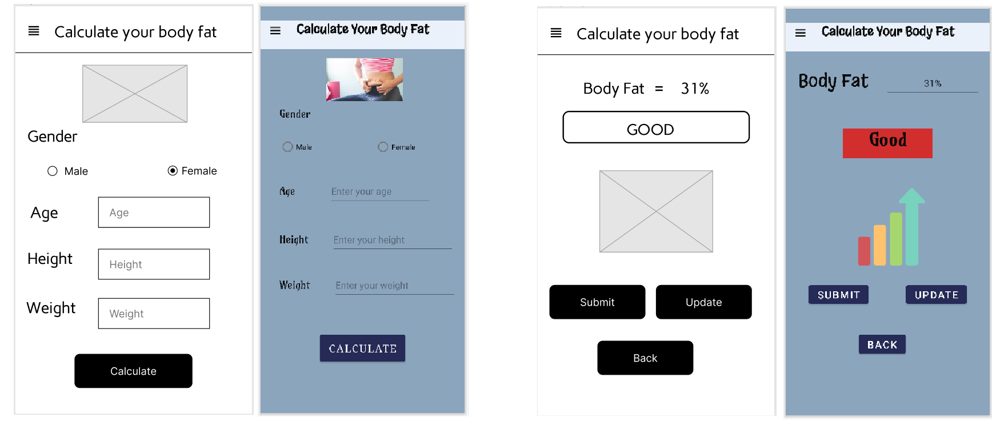 Calculate your body fat
Gender
Male
Female
Age
Age
Height
Height
Weight
Weight
Calculate
Calculate Your Body Fat
Gender
Male
Female
Age
Enter your age
Height
Enter your height
Weight
Enter your weight
CALCULATE
Calculate your body fat
Body Fat = 31%
GOOD
Submit
Update
Back
Calculate Your Body Fat
Body Fat
31%
Good
SUBMIT
UPDATE
BACK